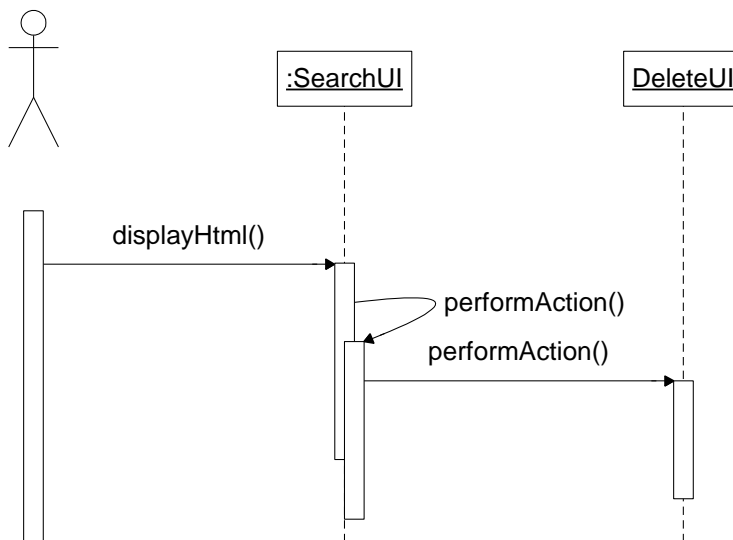 :SearchUI
DeleteUI
displayHtml()
performAction()
performAction()